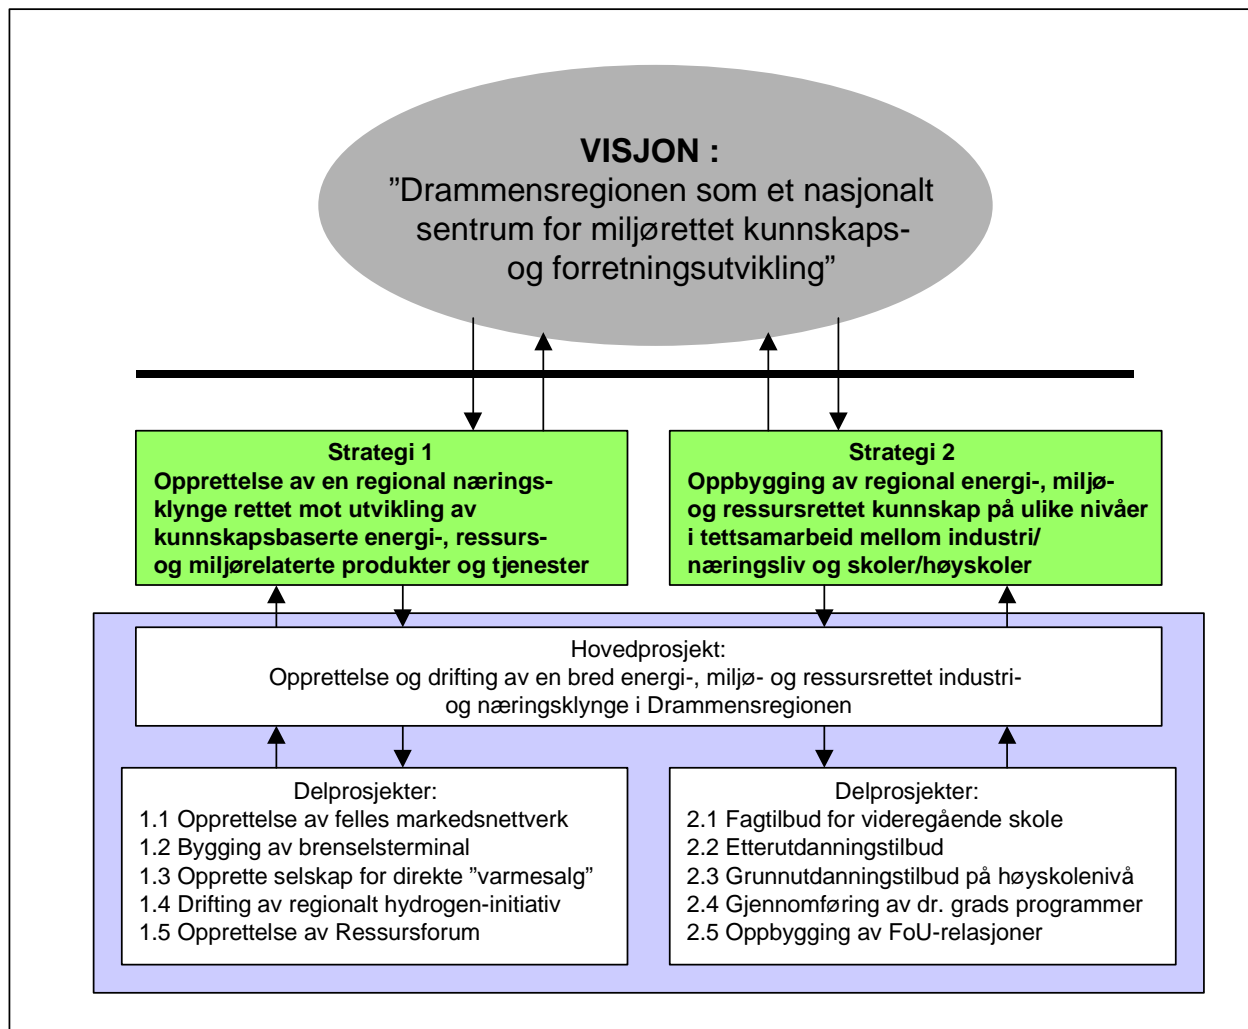 VISJON :
”Drammensregionen som et nasjonalt
sentrum for miljørettet kunnskaps-
og forretningsutvikling”
Strategi 1
Opprettelse av en regional nærings-
klynge rettet mot utvikling av
kunnskapsbaserte energi-, ressurs-
og miljørelaterte produkter og tjenester
Strategi 2
Oppbygging av regional energi-, miljø-
og ressursrettet kunnskap på ulike nivåer
i tettsamarbeid mellom industri/
næringsliv og skoler/høyskoler
Hovedprosjekt:
Opprettelse og drifting av en bred energi-, miljø- og ressursrettet industri-
og næringsklynge i Drammensregionen
Delprosjekter:
1.1 Opprettelse av felles markedsnettverk
1.2 Bygging av brenselsterminal
1.3 Opprette selskap for direkte ”varmesalg”
1.4 Drifting av regionalt hydrogen-initiativ
1.5 Opprettelse av Ressursforum
Delprosjekter:
2.1 Fagtilbud for videregående skole
2.2 Etterutdanningstilbud
2.3 Grunnutdanningstilbud på høyskolenivå
2.4 Gjennomføring av dr. grads programmer
2.5 Oppbygging av FoU-relasjoner